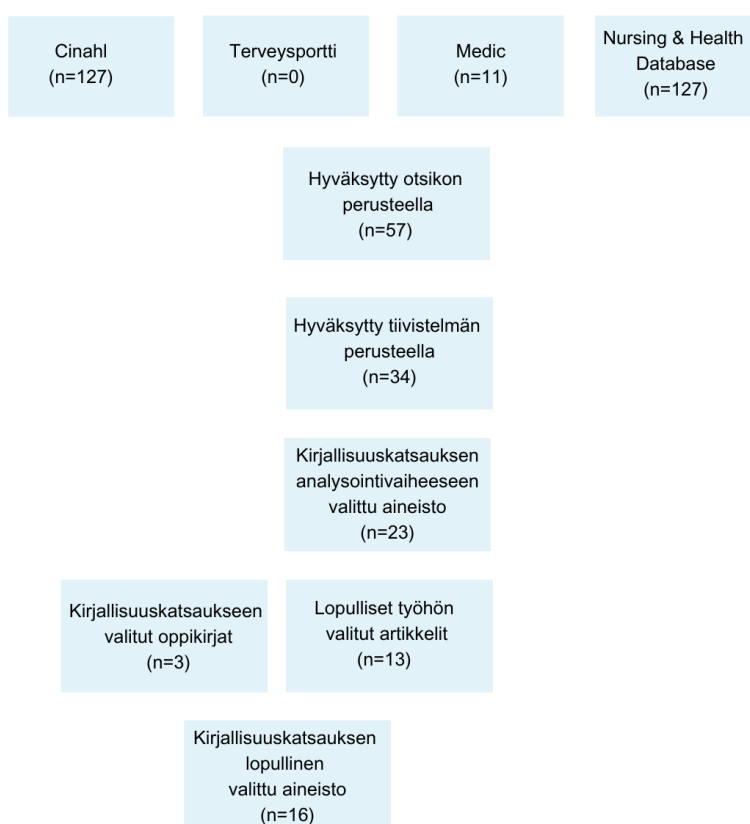 Cinahl
(n=127)
Terveysportti
(n=0)
Medic
(n=11)
Nursing & Health
Database
(n=127)
Hyväksytty otsikon
perusteella
(n=57)
Hyväksytty tiivistelmän
perusteella
(n=34)
Kirjallisuuskatsauksen
analysointivaiheeseen
valittu aineisto
(n=23)
Kirjallisuuskatsaukseen
valitut oppikirjat
(n=3)
Lopulliset työhön
valitut artikkelit
(n=13)
Kirjallisuuskatsauksen
lopullinen
valittu aineisto
(n=16)